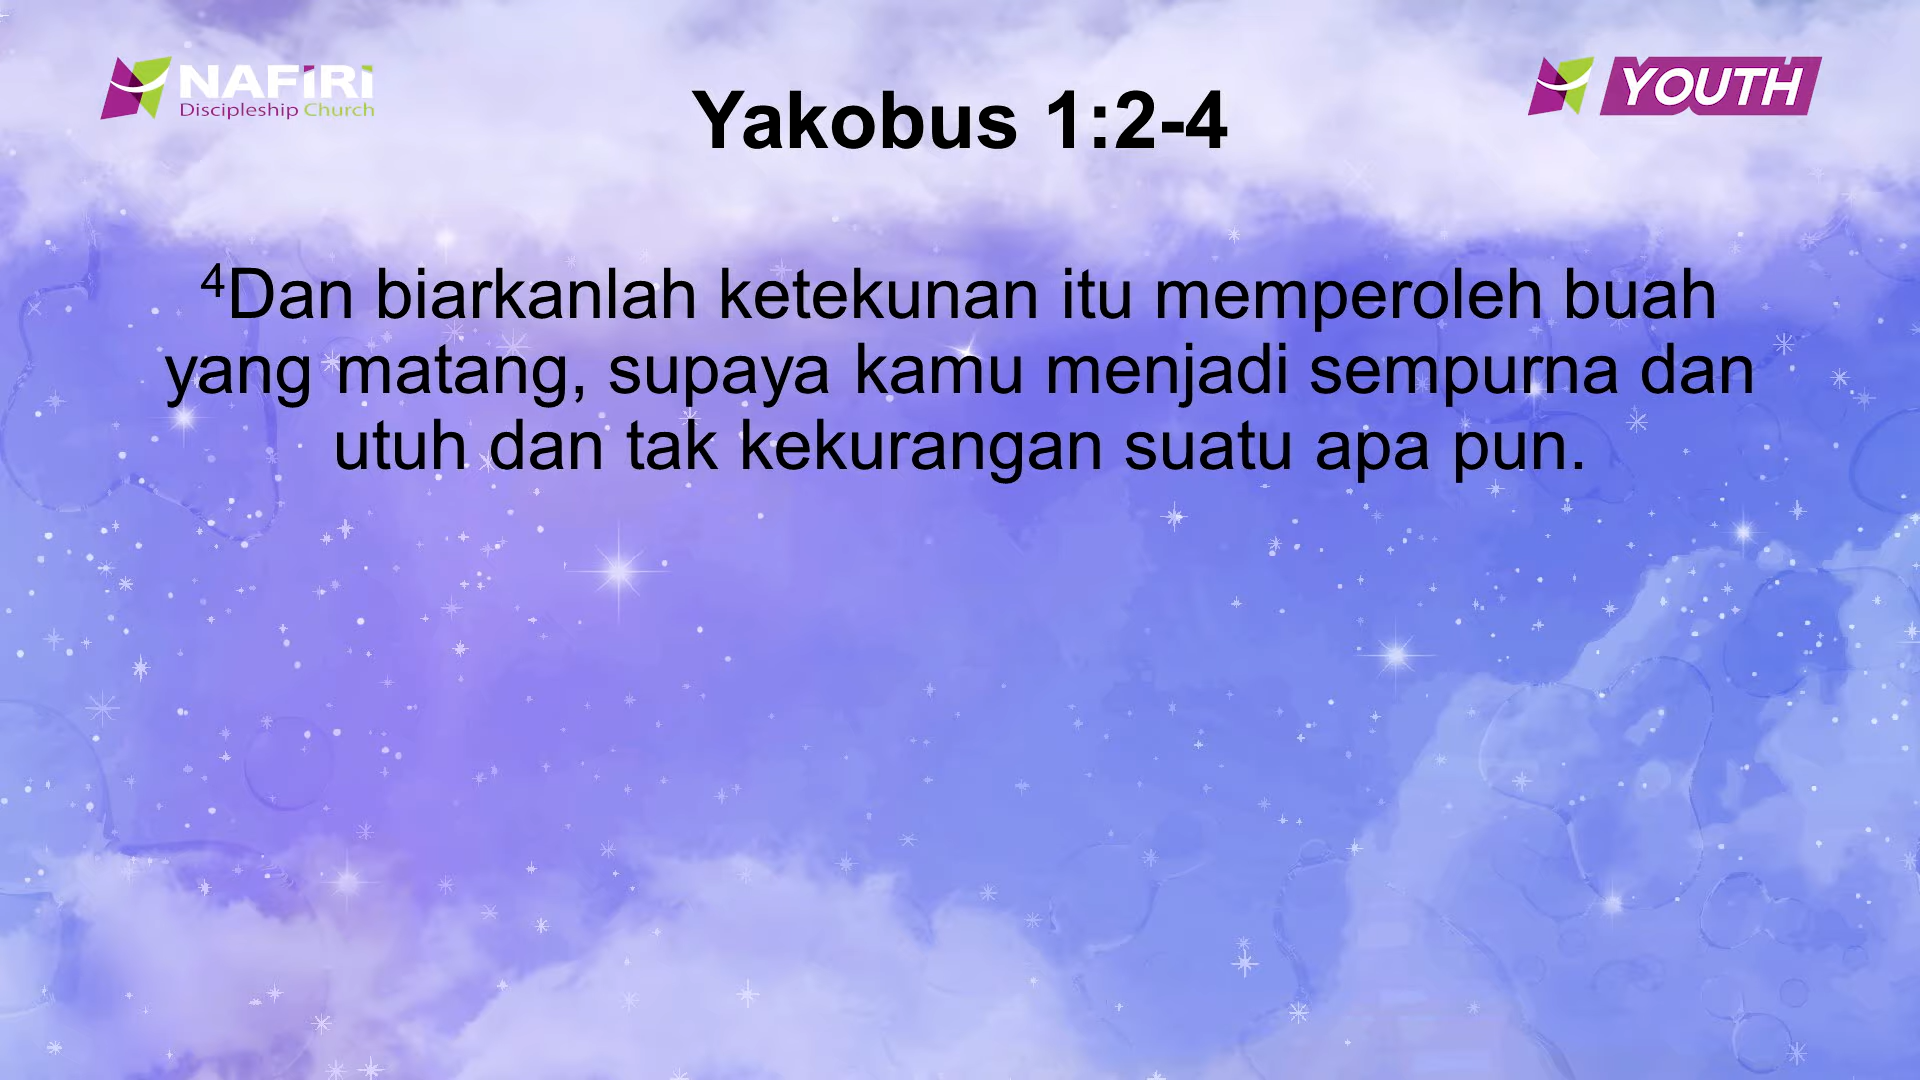 NAFIRI
Discipleship Church
Yakobus 1:2-4
YOUTH
4Dan biarkanlah ketekunan itu memperoleh buah
yang matang, supaya kamu menjadi sempurna dan
utuh dan tak kekurangan suatu apa pun.